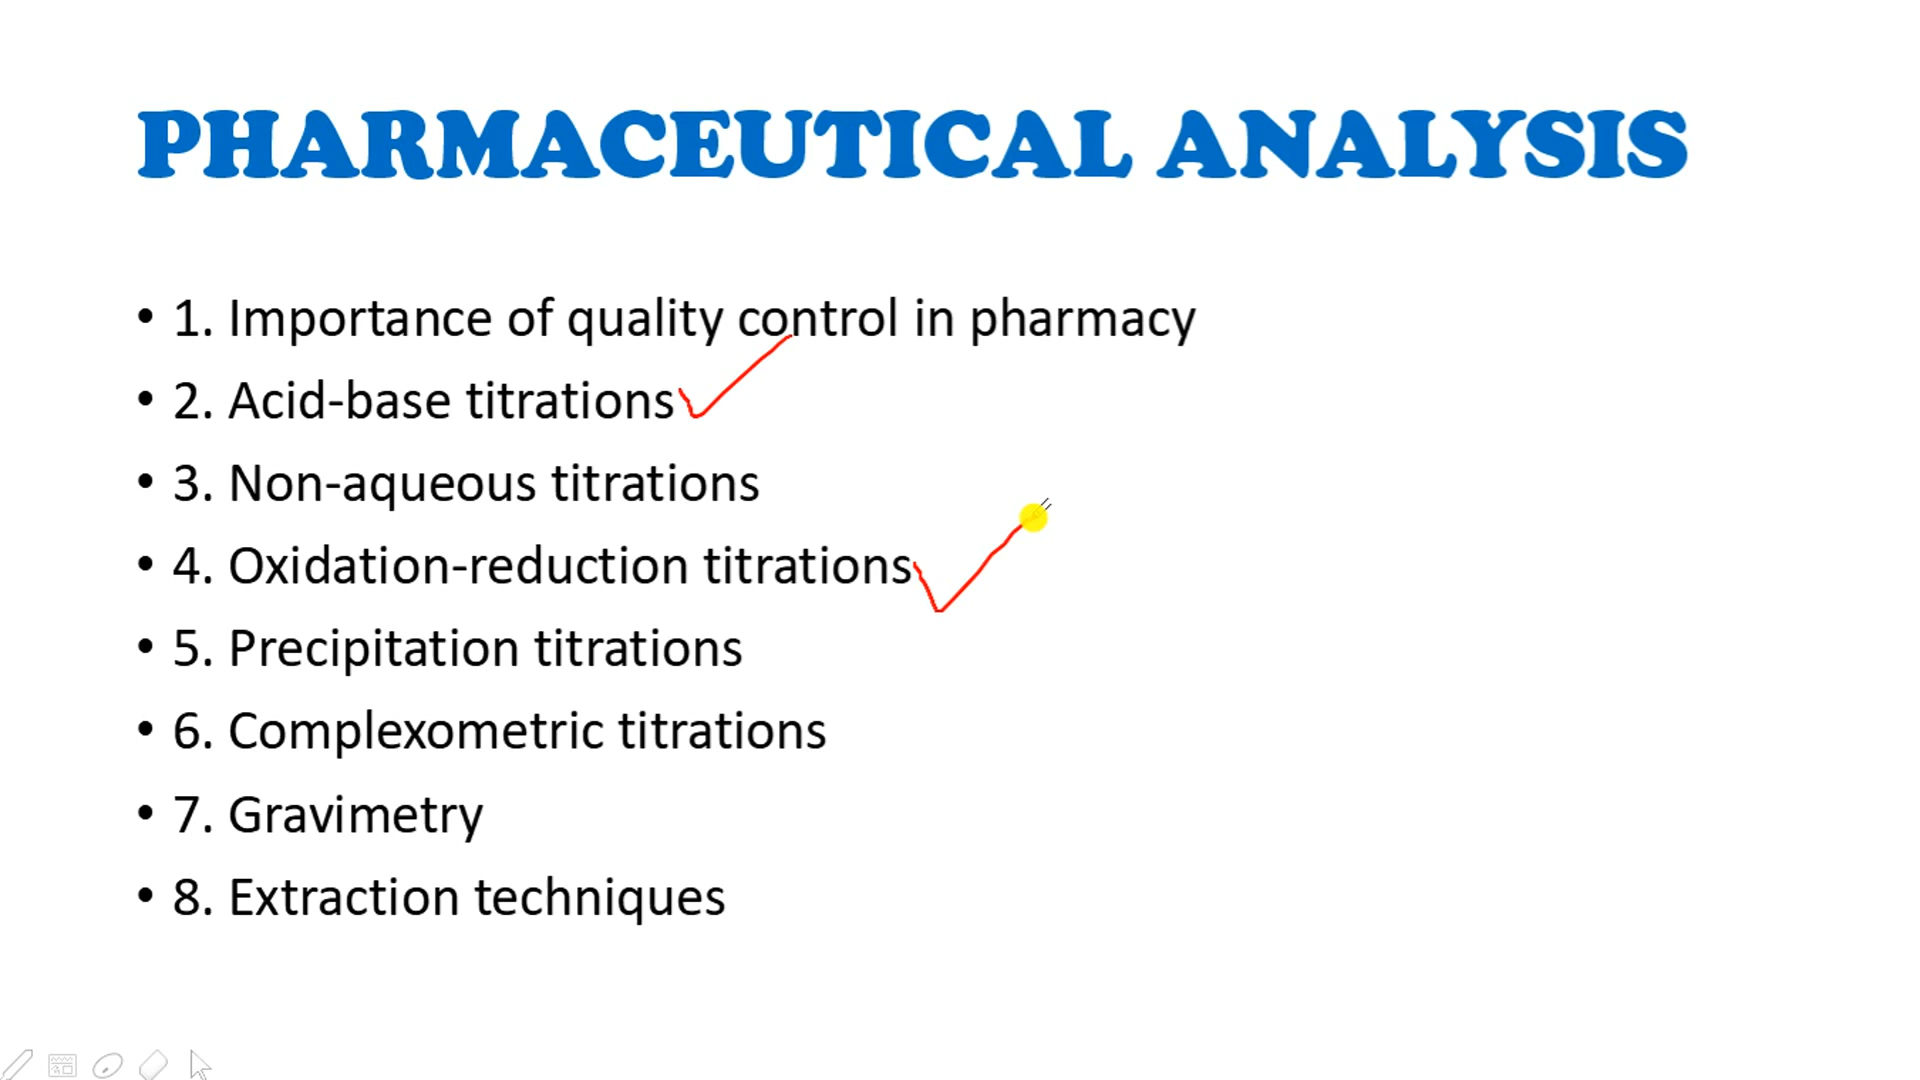 PHARMACEUTICAL ANALYSIS
• 1. Importance of quality control in pharmacy
• 2. Acid-base titrations
• 3. Non-aqueous titrations
• 4. Oxidation-reduction titrations
• 5. Precipitation titrations
• 6. Complexometric titrations
• 7. Gravimetry
• 8. Extraction techniques